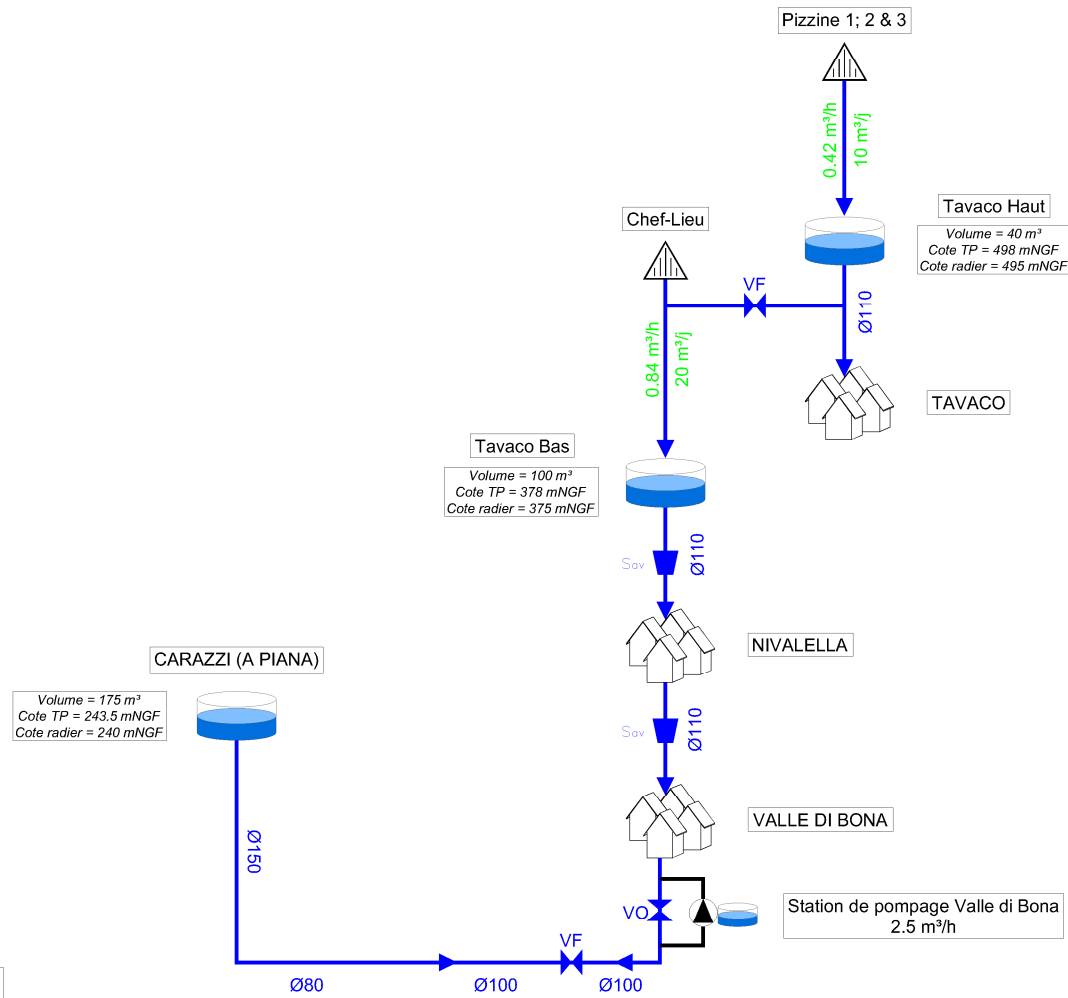 Pizzine 1; 2 & 3
0.42 m³/h
10 m³/j
Tavaco Haut
Volume = 40 m³
Cote TP = 498 mNGF
Cote radier = 495 mNGF
Chef-Lieu
VF
Ø110
0.84 m³/h
20 m³/j
TAVACO
Tavaco Bas
Volume = 100 m³
Cote TP = 378 mNGF
Cote radier = 375 mNGF
Sav
Ø110
NIVALELLA
CARAZZI (A PIANA)
Volume = 175 m³
Cote TP = 243.5 mNGF
Cote radier = 240 mNGF
Sav
Ø110
VALLE DI BONA
Ø150
VO
Station de pompage Valle di Bona
2.5 m³/h
VF
Ø80
Ø100
Ø100